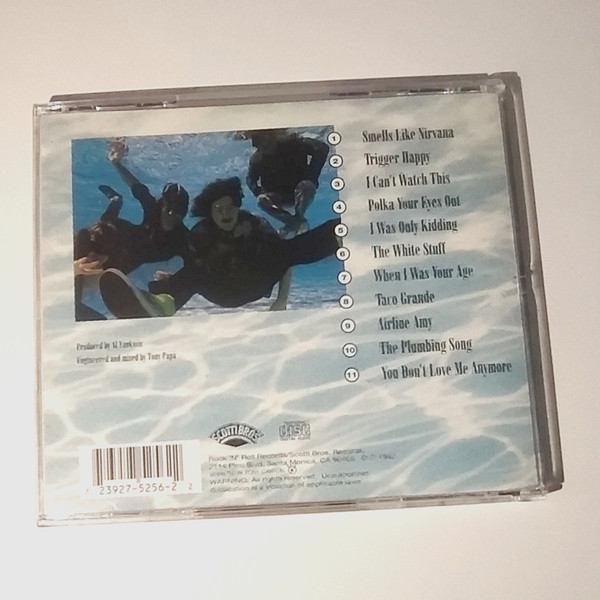 1 Smells Like Nirvana
2 Trigger Happy
3 I Can't Watch This
4 Polka Your Eyes Out
5 I Was Only Kidding
6 The White Stuff
7 When I Was Your Age
8 Taco Grande
9 Airline Amy
10 The Plumbing Song
11 You Don't Love Me Anymore
Produced by Al Yankovic
Engineered and mixed by Tony Papa
SCOTTI BROS.
DISC
Rock 'N' Roll Records/Scotti Bros. Records,
2114 Pico Blvd, Santa Monica, CA
WARNING: All rights reserved. Unauthorized
duplication is a violation of applicable laws.
23927-5256-2 2